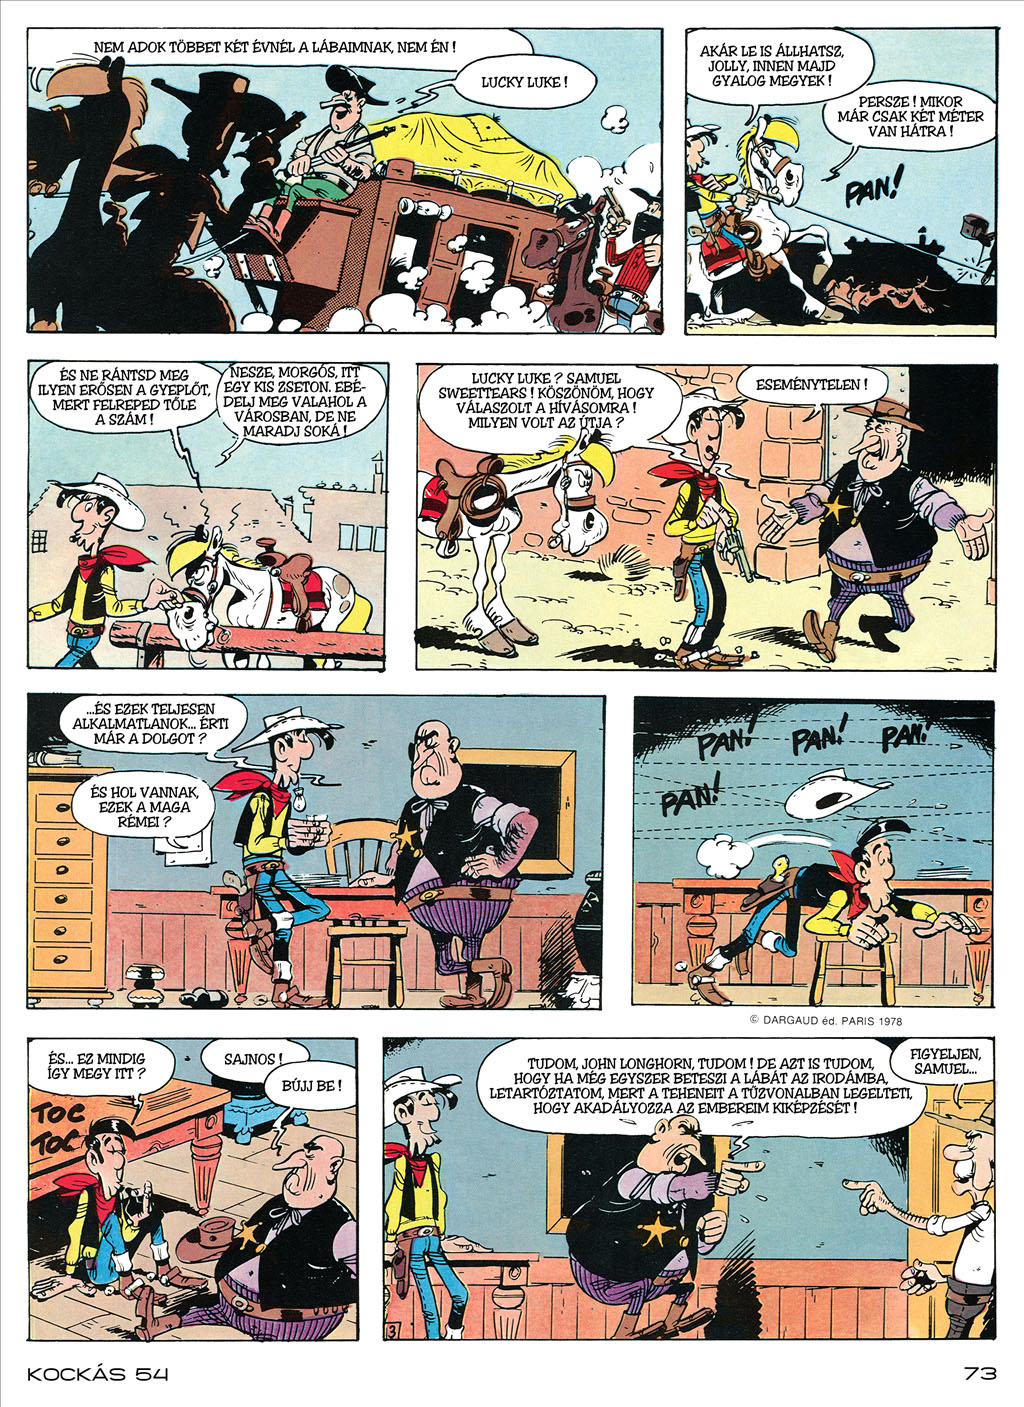 NEM ADOK TÖBBET KÉT ÉVNÉL A LÁBAIMNAK, NEM ÉN !
LUCKY LUKE !
AKÁR LE IS ÁLLHATSZ,
JOLLY, INNEN MAJD
GYALOG MEGYEK !
PERSZE ! MIKOR
MÁR CSAK KÉT MÉTER
VAN HÁTRA !
PAN!
ÉS NE RÁNTSD MEG
ILYEN ERŐSEN A GYEPLŐT,
MERT FELREPED TŐLE
A SZÁM !
NESZE, MORGÓS, ITT
EGY KIS ZSETON. EBÉ-
DELJ MEG VALAHOL A
VÁROSBAN, DE NE
MARADJ SOKÁ !
LUCKY LUKE ? SAMUEL
SWEETTEARS ! KÖSZÖNÖM, HOGY
VÁLASZOLT A HÍVÁSOMRA !
MILYEN VOLT AZ ÚTJA ?
ESEMÉNYTELEN !
...ÉS EZEK TELJESEN
ALKALMATLANOK... ÉRTI
MÁR A DOLGOT ?
ÉS HOL VANNAK,
EZEK A MAGA
RÉMEI ?
PAN!
PAN!
PAN!
PAN!
© DARGAUD éd. PARIS 1978
ÉS... EZ MINDIG
ÍGY MEGY ITT ?
SAJNOS !
BÚJJ BE !
TOC
TOC
TUDOM, JOHN LONGHORN, TUDOM ! DE AZT IS TUDOM,
HOGY HA MÉG EGYSZER BETESZI A LÁBÁT AZ IRODÁMBA,
LETARTÓZTATOM, MERT A TEHENEIT A TŰZVONALBAN LEGELTETI,
HOGY AKADÁLYOZZA AZ EMBEREIM KIKÉPZÉSÉT !
FIGYELJEN,
SAMUEL...
3
KOCKÁS 54
73